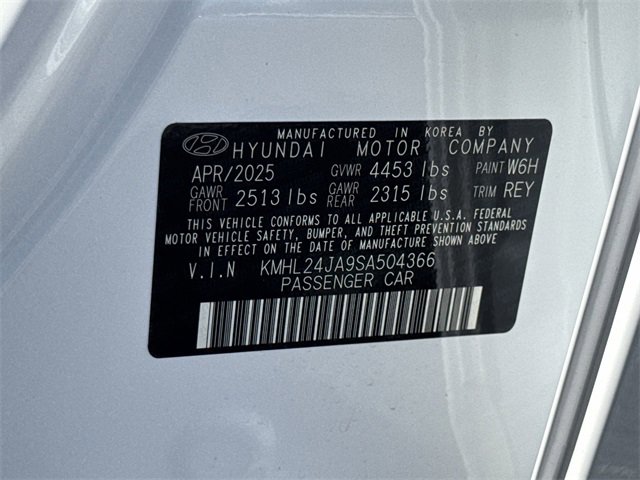 MANUFACTURED IN KOREA BY
HYUNDAI MOTOR COMPANY
APR/2025 GVWR 4453 lbs PAINT W6H
GAWR FRONT 2513 lbs GAWR REAR 2315 lbs TRIM REY
THIS VEHICLE CONFORMS TO ALL APPLICABLE U.S.A. FEDERAL
MOTOR VEHICLE SAFETY, BUMPER, AND THEFT PREVENTION STANDARDS
IN EFFECT ON THE DATE OF MANUFACTURE SHOWN ABOVE.
V.I.N KMHL24JA9SA504366
PASSENGER CAR